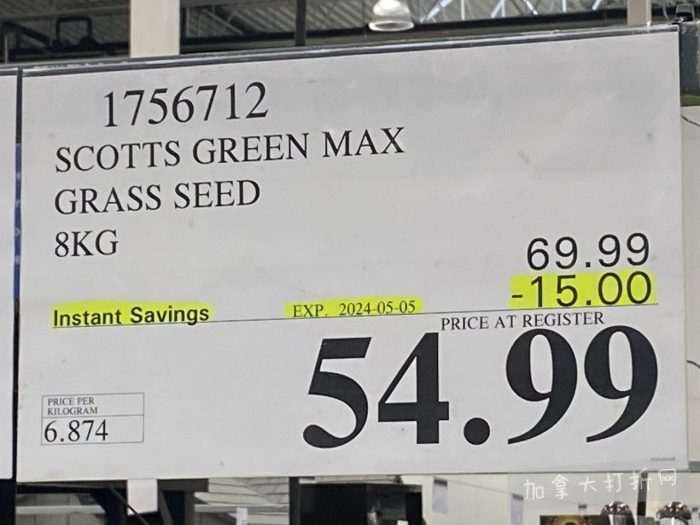 1756712
SCOTTS GREEN MAX
GRASS SEED
8KG
69.99
Instant Savings EXP. 2024-05-05 -15.00
PRICE AT REGISTER
54.99
PRICE PER
KILOGRAM
6.874
加拿大打折网